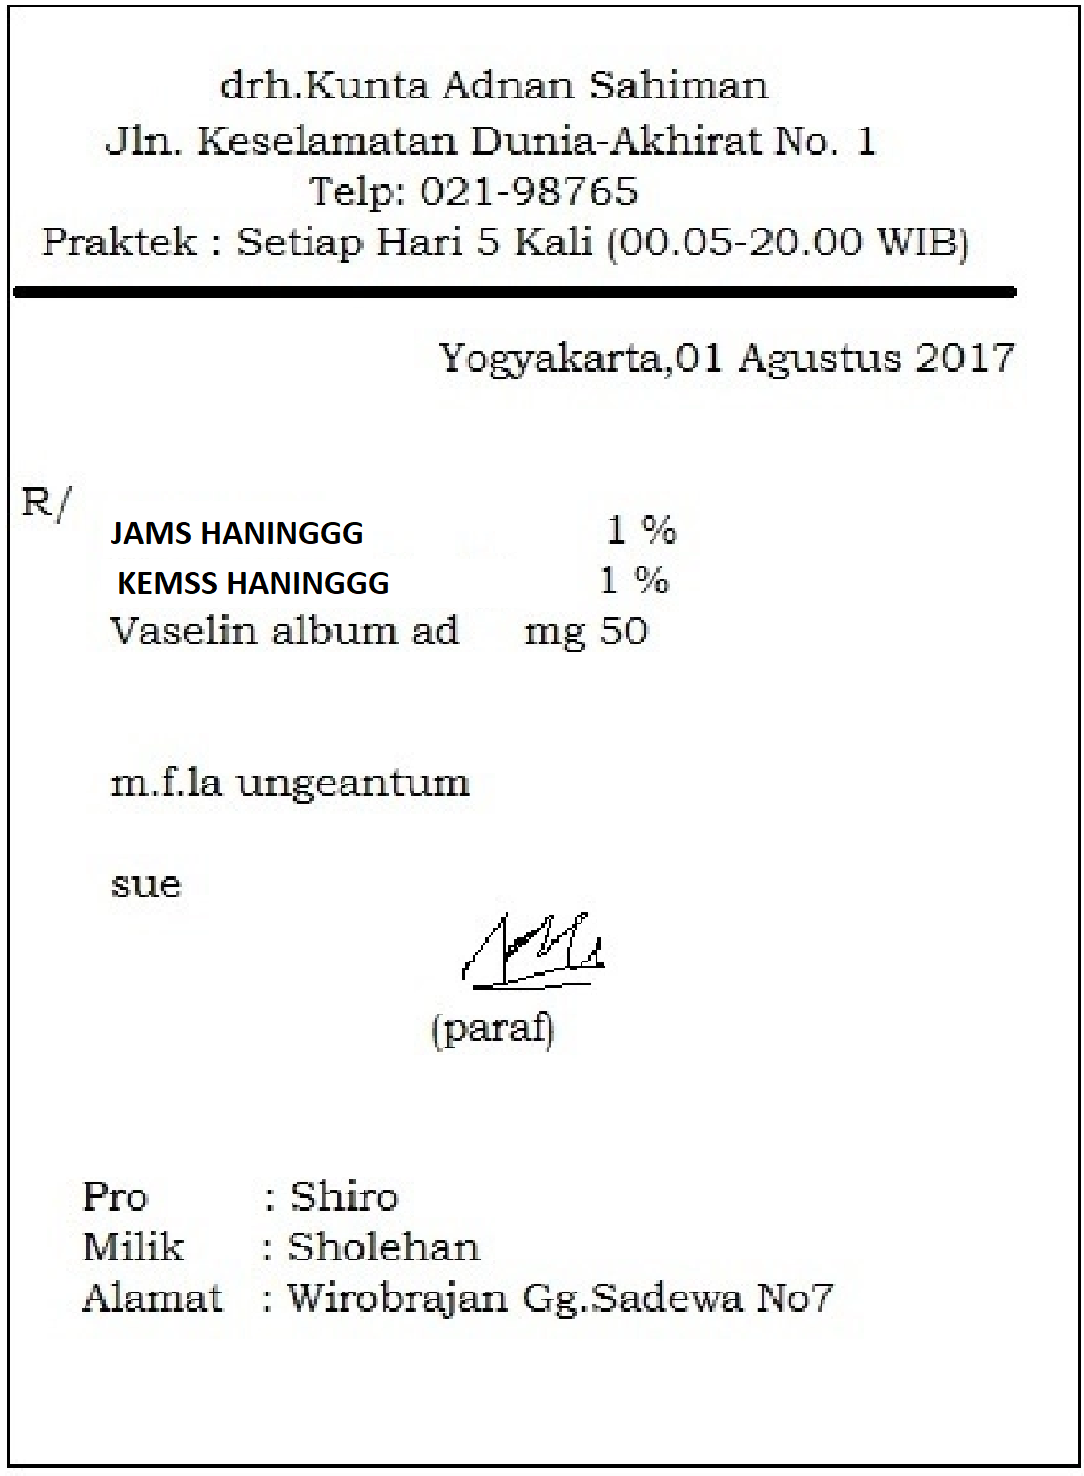 drh.Kunta Adnan Sahiman
Jln. Keselamatan Dunia-Akhirat No. 1
Telp: 021-98765
Praktek : Setiap Hari 5 Kali (00.05-20.00 WIB)
Yogyakarta,01 Agustus 2017
R/
JAMS HANINGGG 1 %
KEMSS HANINGGG 1 %
Vaselin album ad mg 50
m.f.la ungeantum
sue
(paraf)
Pro : Shiro
Milik : Sholehan
Alamat : Wirobrajan Gg.Sadewa No7